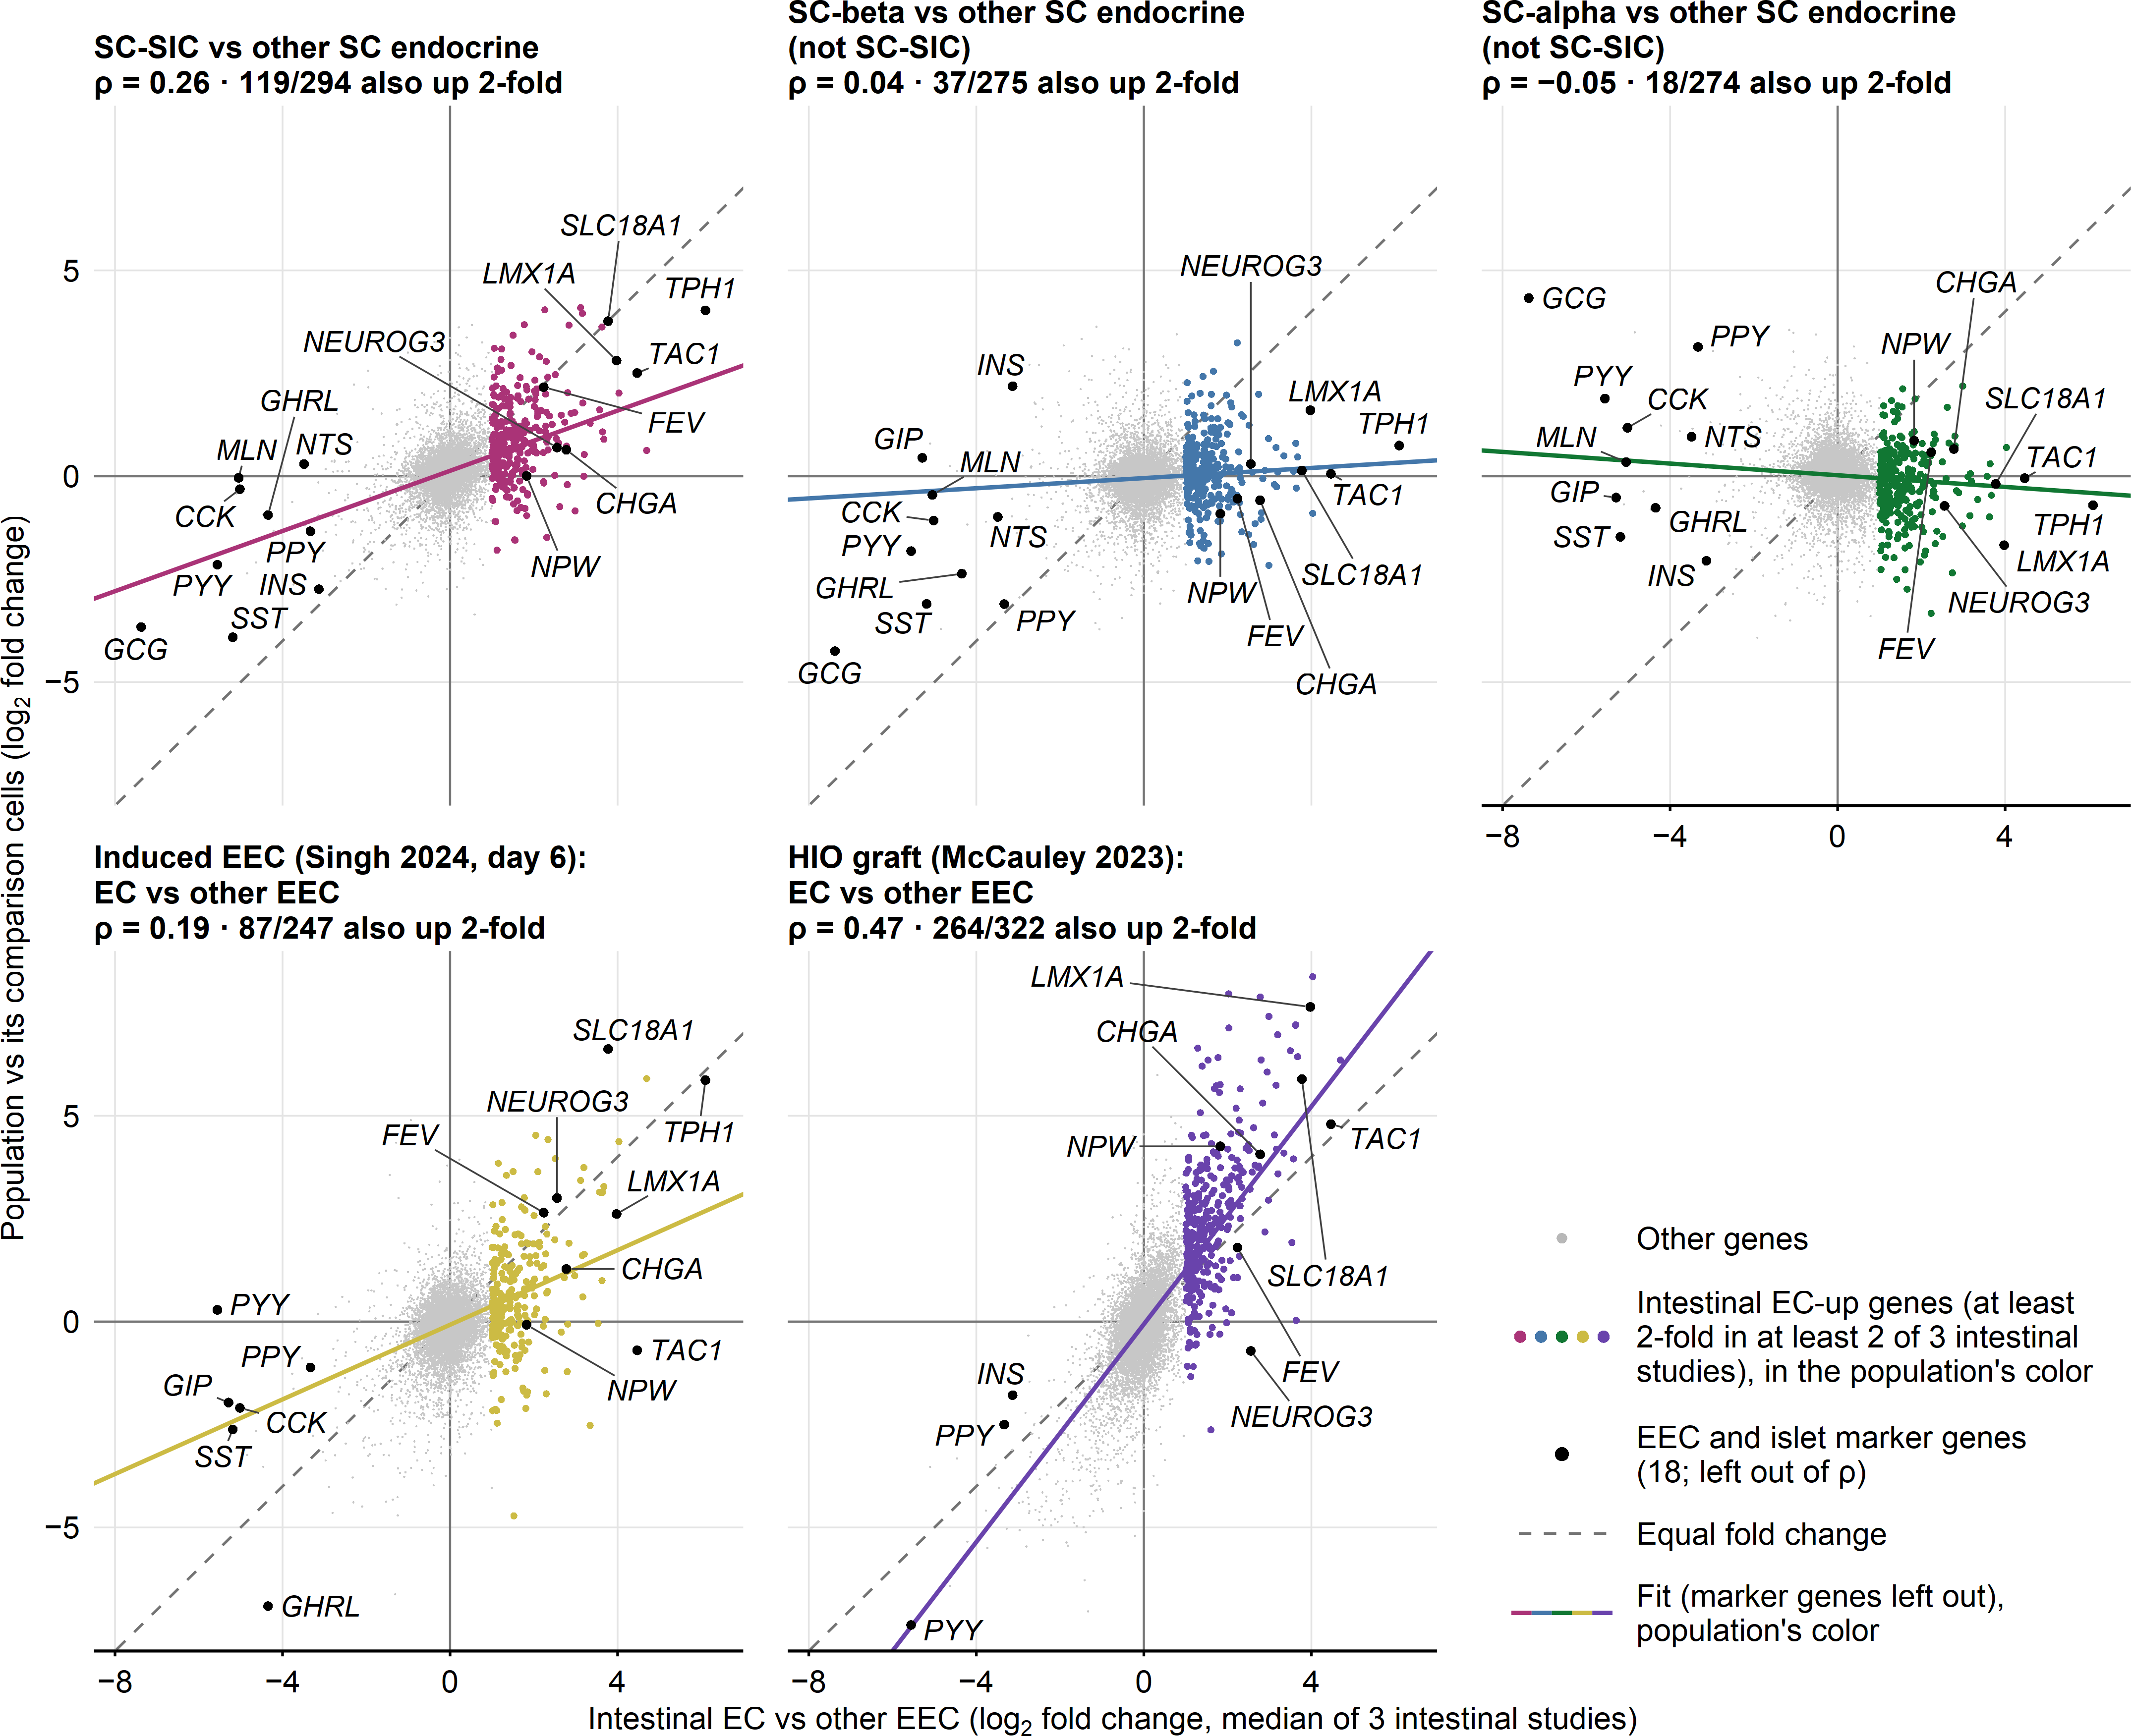 SC-SIC vs other SC endocrine
ρ = 0.26 · 119/294 also up 2-fold
SC-beta vs other SC endocrine
(not SC-SIC)
ρ = 0.04 · 37/275 also up 2-fold
SC-alpha vs other SC endocrine
(not SC-SIC)
ρ = −0.05 · 18/274 also up 2-fold
Population vs its comparison cells (log2 fold change)
5
0
−5
SLC18A1
LMX1A
TPH1
NEUROG3
TAC1
GHRL
FEV
MLN
NTS
CCK
CHGA
PPY
NPW
PYY
INS
SST
GCG
NEUROG3
INS
LMX1A
TPH1
GIP
MLN
TAC1
CCK
NTS
PYY
SLC18A1
GHRL
NPW
SST
PPY
FEV
GCG
CHGA
CHGA
GCG
PPY
NPW
PYY
CCK
SLC18A1
MLN
NTS
TAC1
GIP
GHRL
TPH1
SST
LMX1A
INS
NEUROG3
FEV
−8
−4
0
4
Induced EEC (Singh 2024, day 6):
EC vs other EEC
ρ = 0.19 · 87/247 also up 2-fold
HIO graft (McCauley 2023):
EC vs other EEC
ρ = 0.47 · 264/322 also up 2-fold
5
0
−5
SLC18A1
NEUROG3
FEV
TPH1
LMX1A
CHGA
PYY
TAC1
PPY
GIP
NPW
CCK
SST
GHRL
−8
−4
0
4
LMX1A
CHGA
NPW
TAC1
SLC18A1
INS
FEV
PPY
NEUROG3
PYY
−8
−4
0
4
Intestinal EC vs other EEC (log2 fold change, median of 3 intestinal studies)
Other genes
Intestinal EC-up genes (at least
2-fold in at least 2 of 3 intestinal
studies), in the population's color
EEC and islet marker genes
(18; left out of ρ)
Equal fold change
Fit (marker genes left out),
population's color